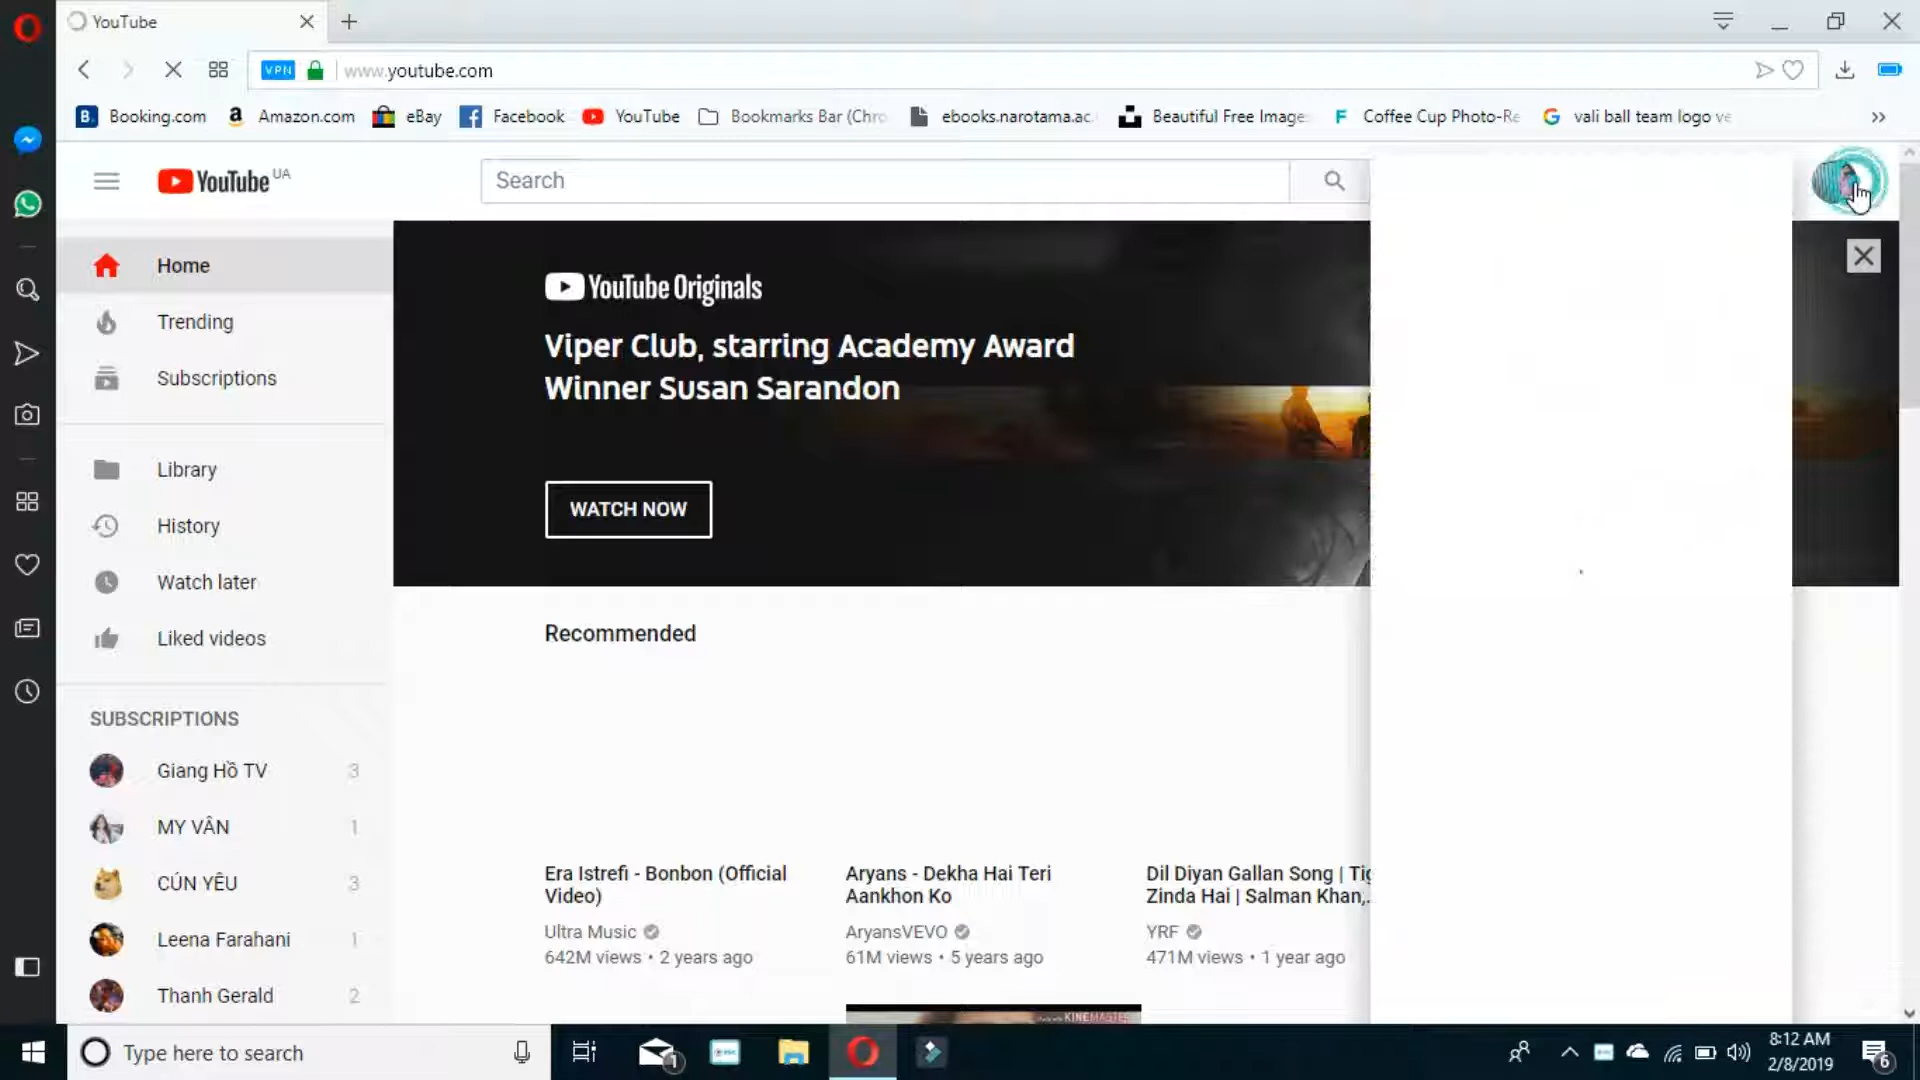 YouTube
VPN www.youtube.com
Booking.com Amazon.com eBay Facebook YouTube Bookmarks Bar (Chro ebooks.narotama.ac. Beautiful Free Image Coffee Cup Photo-Re vali ball team logo ve
YouTube UA
Search
Home
Trending
Subscriptions
Library
History
Watch later
Liked videos
SUBSCRIPTIONS
Giang Hồ TV 3
MY VÂN 1
CÚN YÊU 3
Leena Farahani 1
Thanh Gerald 2
YouTube Originals
Viper Club, starring Academy Award
Winner Susan Sarandon
WATCH NOW
Recommended
Era Istrefi - Bonbon (Official
Video)
Ultra Music
642M views • 2 years ago
Aryans - Dekha Hai Teri
Aankhon Ko
AryansVEVO
61M views • 5 years ago
Dil Diyan Gallan Song | Tig
Zinda Hai | Salman Khan,.
YRF
471M views • 1 year ago
KINEMASTER
Type here to search
1
8:12 AM
2/8/2019
6